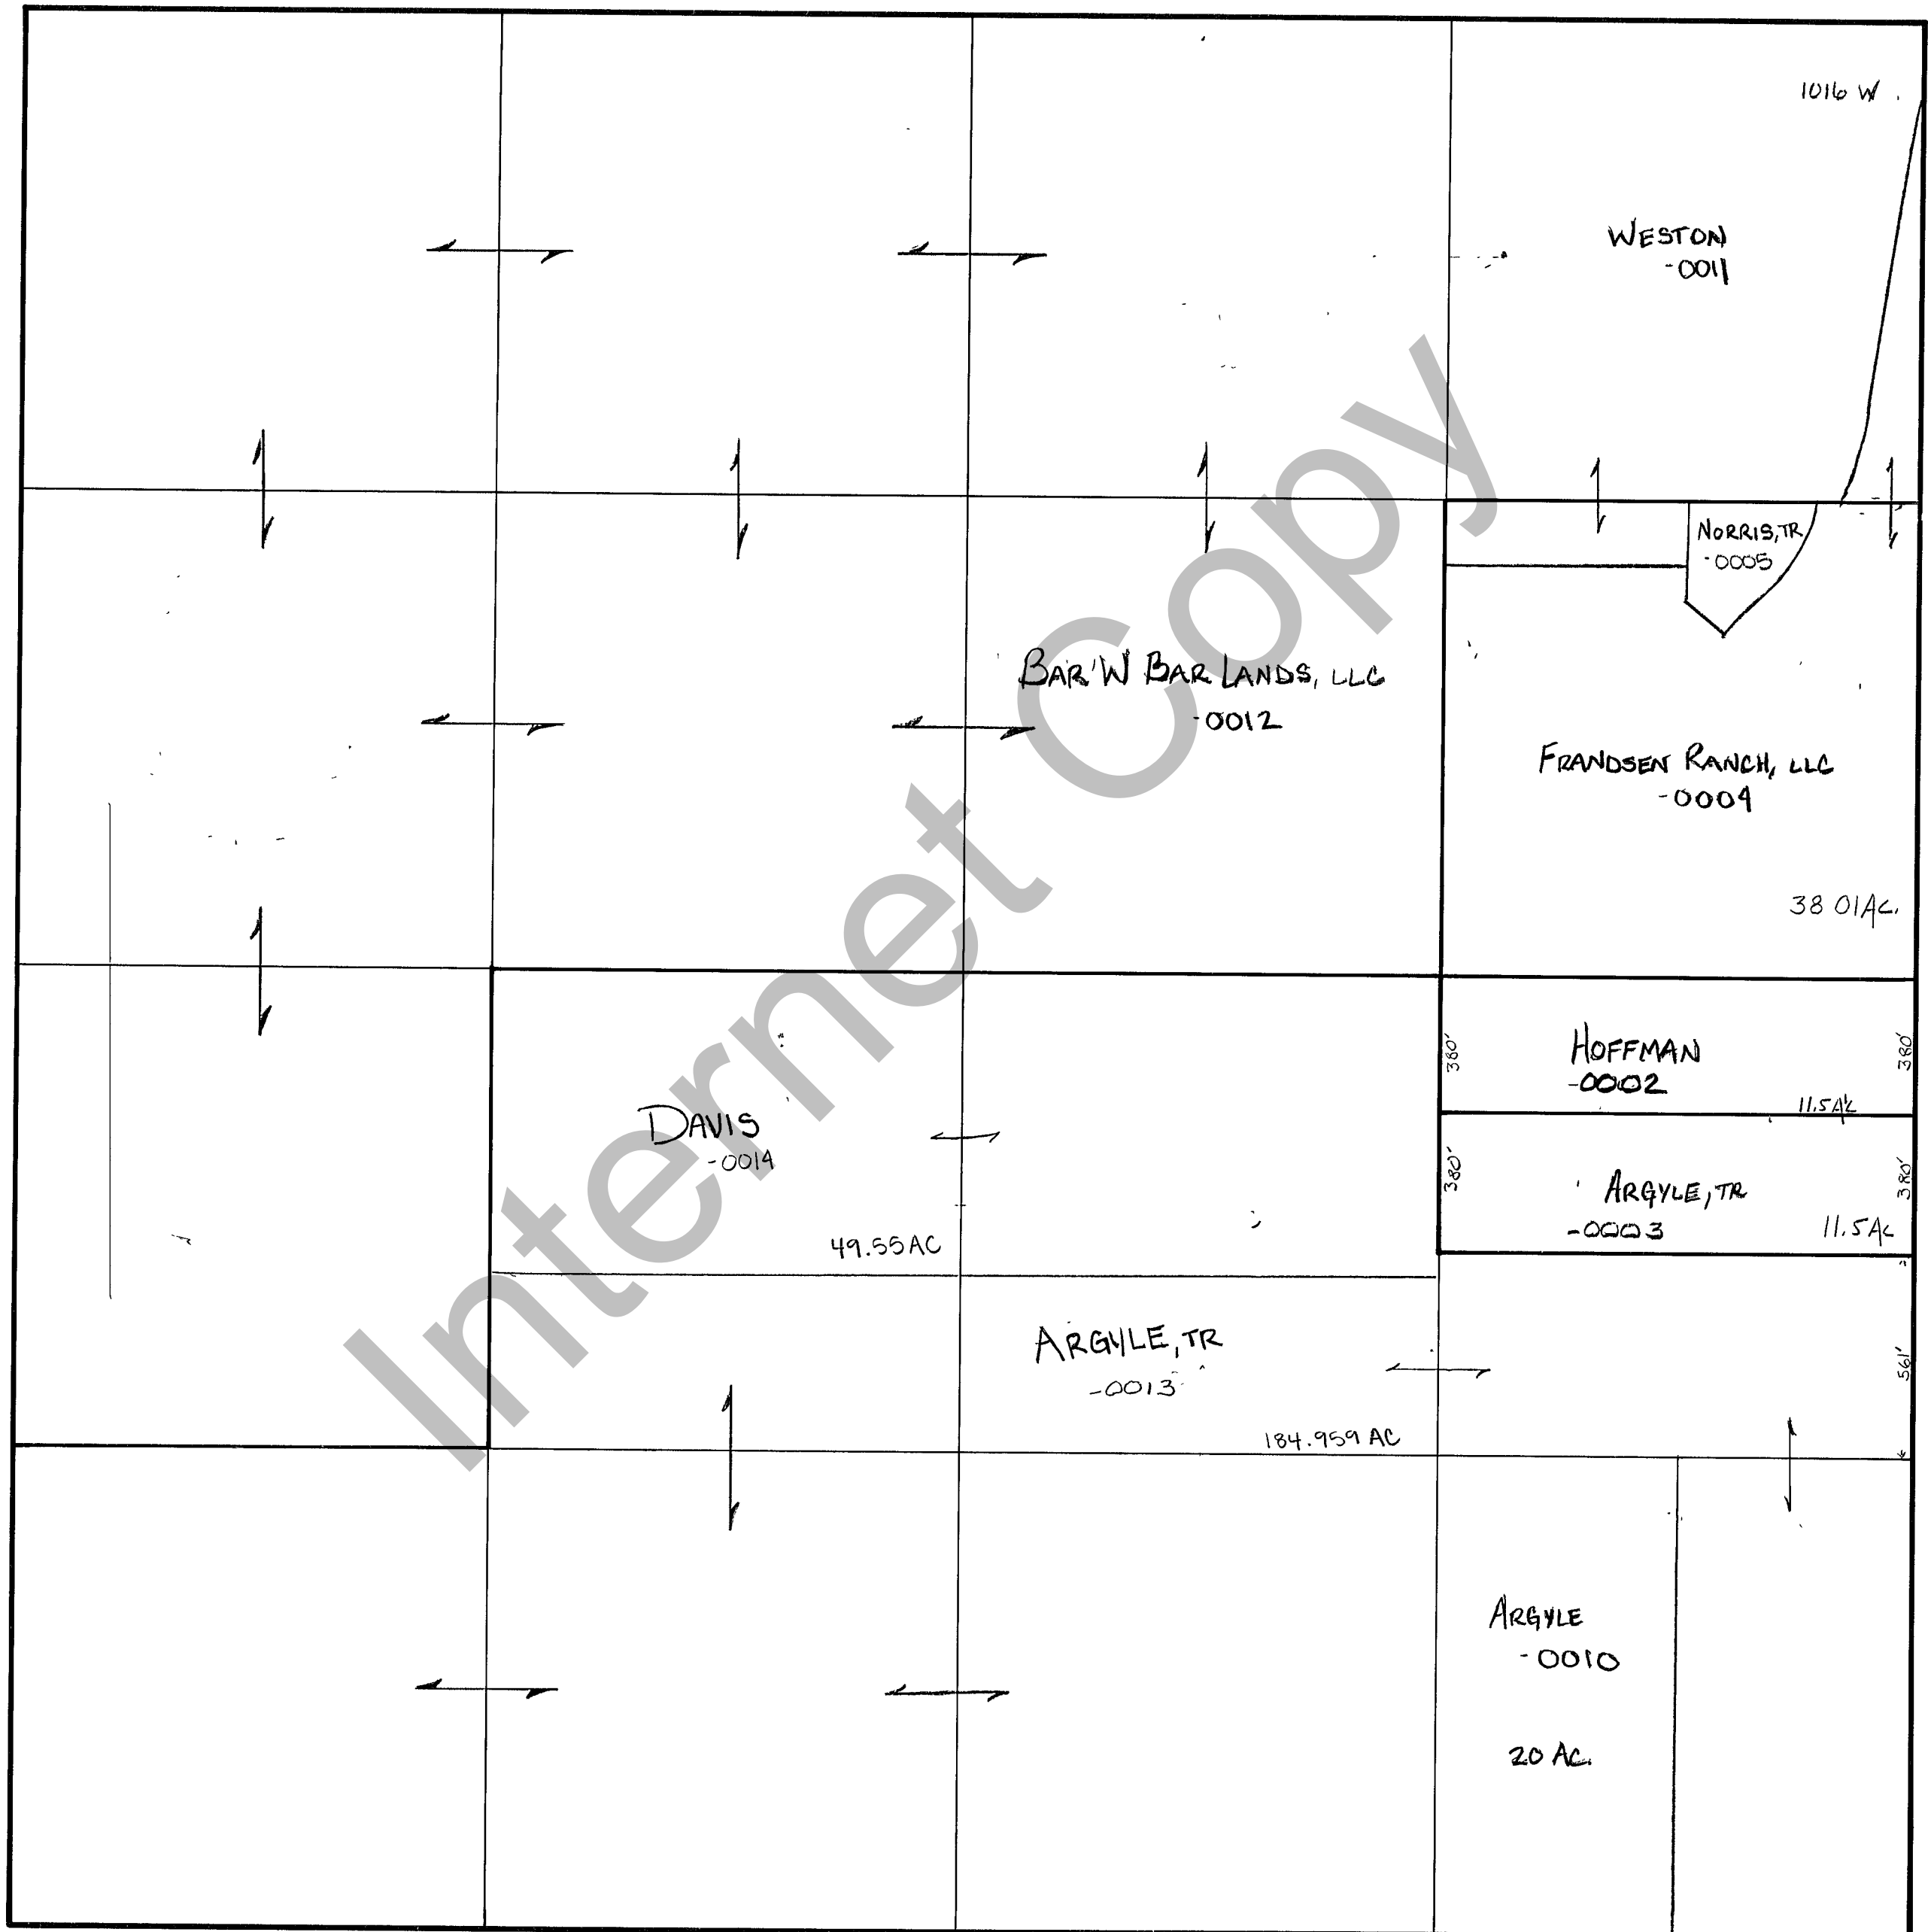 1016 W
WESTON
-0011
NORRIS, TR
-0005
BAR W BAR LANDS, LLC
-0012
FRANDSEN RANCH, LLC
-0004
38 01 AC.
380'
HOFFMAN
-0002
380'
11.5 AC
DAVIS
-0014
49.55 AC
380'
ARGYLE, TR
-0003
380'
11.5 AC
ARGYLE, TR
-0013
184.959 AC
561'
ARGYLE
-0010
20 AC.
Internet Copy